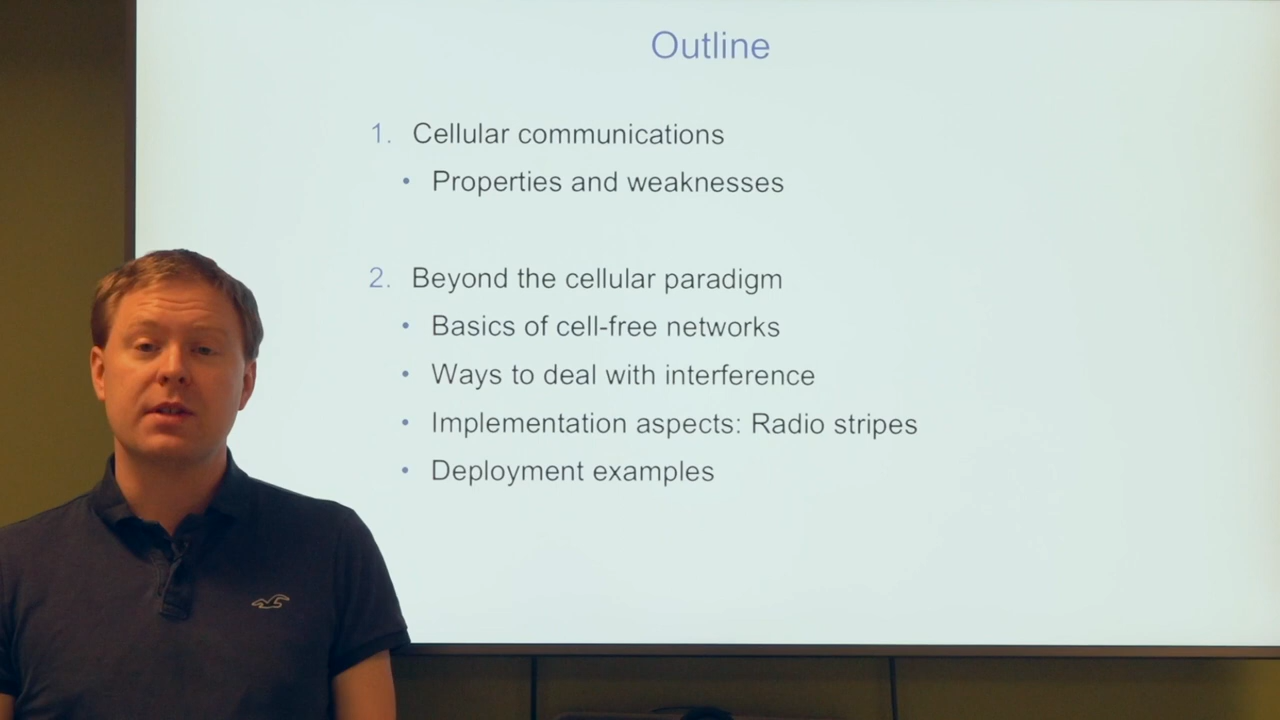 Outline
1. Cellular communications
• Properties and weaknesses
2. Beyond the cellular paradigm
• Basics of cell-free networks
• Ways to deal with interference
• Implementation aspects: Radio stripes
• Deployment examples